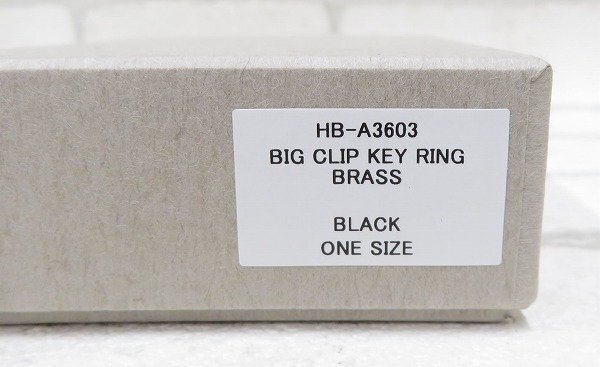 HB-A3603
BIG CLIP KEY RING
BRASS
BLACK
ONE SIZE